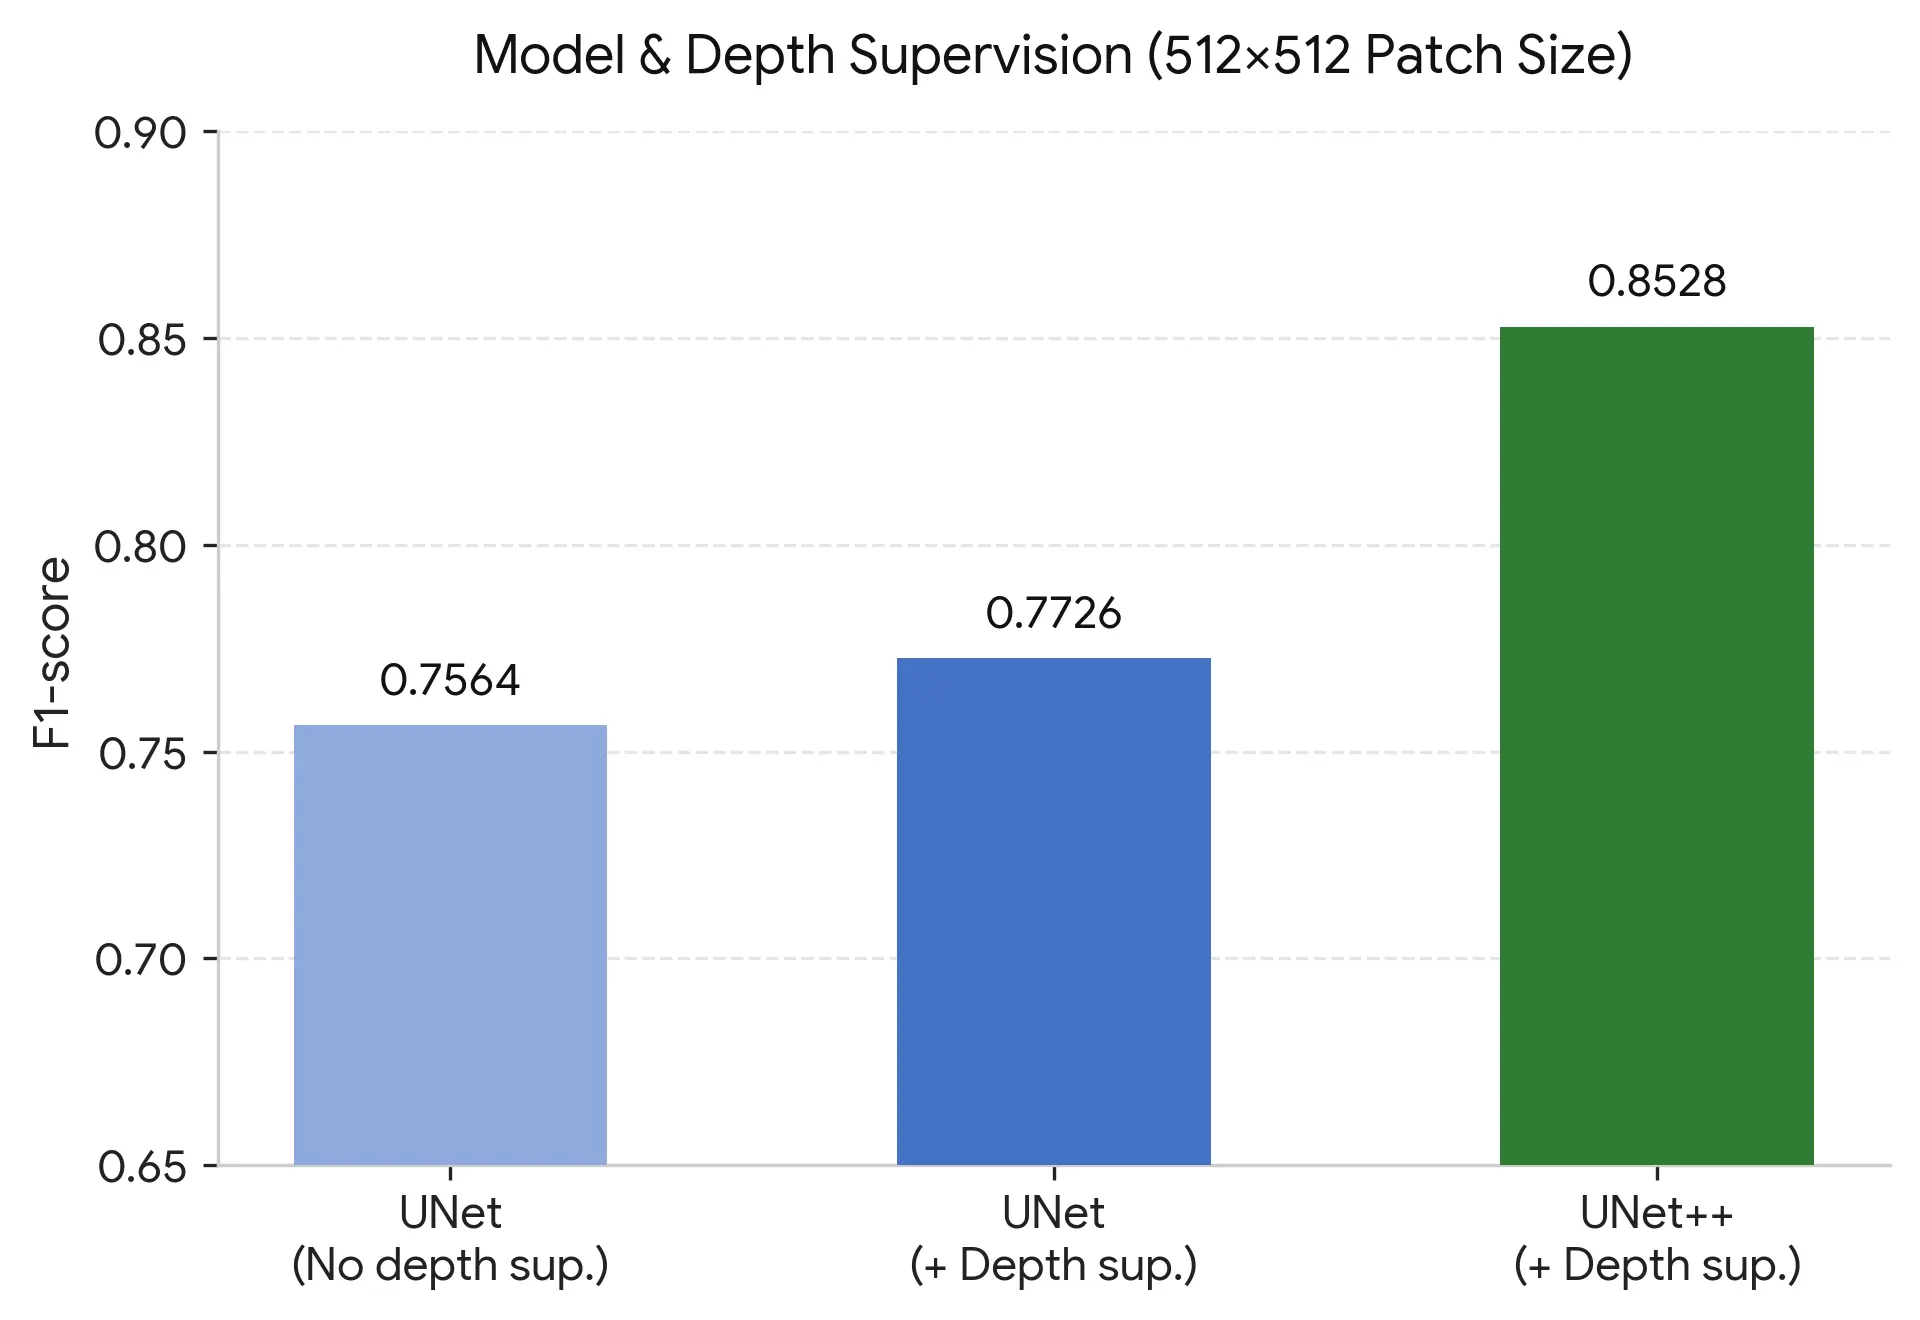 Model & Depth Supervision (512×512 Patch Size)
F1-score
0.90
0.85
0.80
0.75
0.70
0.65
0.7564
0.7726
0.8528
UNet
(No depth sup.)
UNet
(+ Depth sup.)
UNet++
(+ Depth sup.)